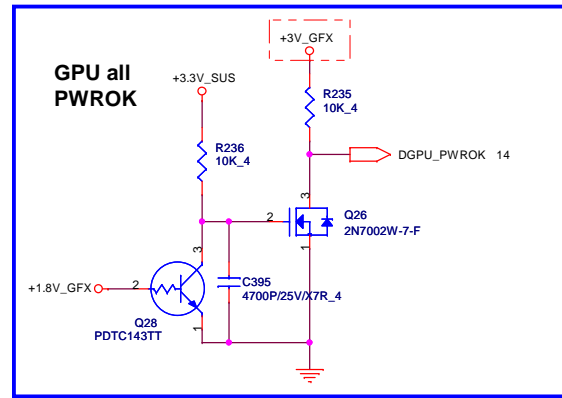 +3V_GFX
GPU all
PWROK
+3.3V_SUS
R235
10K_4
R236
10K_4
DGPU_PWROK 14
3
2
Q26
2N7002W-7-F
1
3
+1.8V_GFX
2
C395
4700P/25V/X7R_4
Q28
PDTC143TT
1